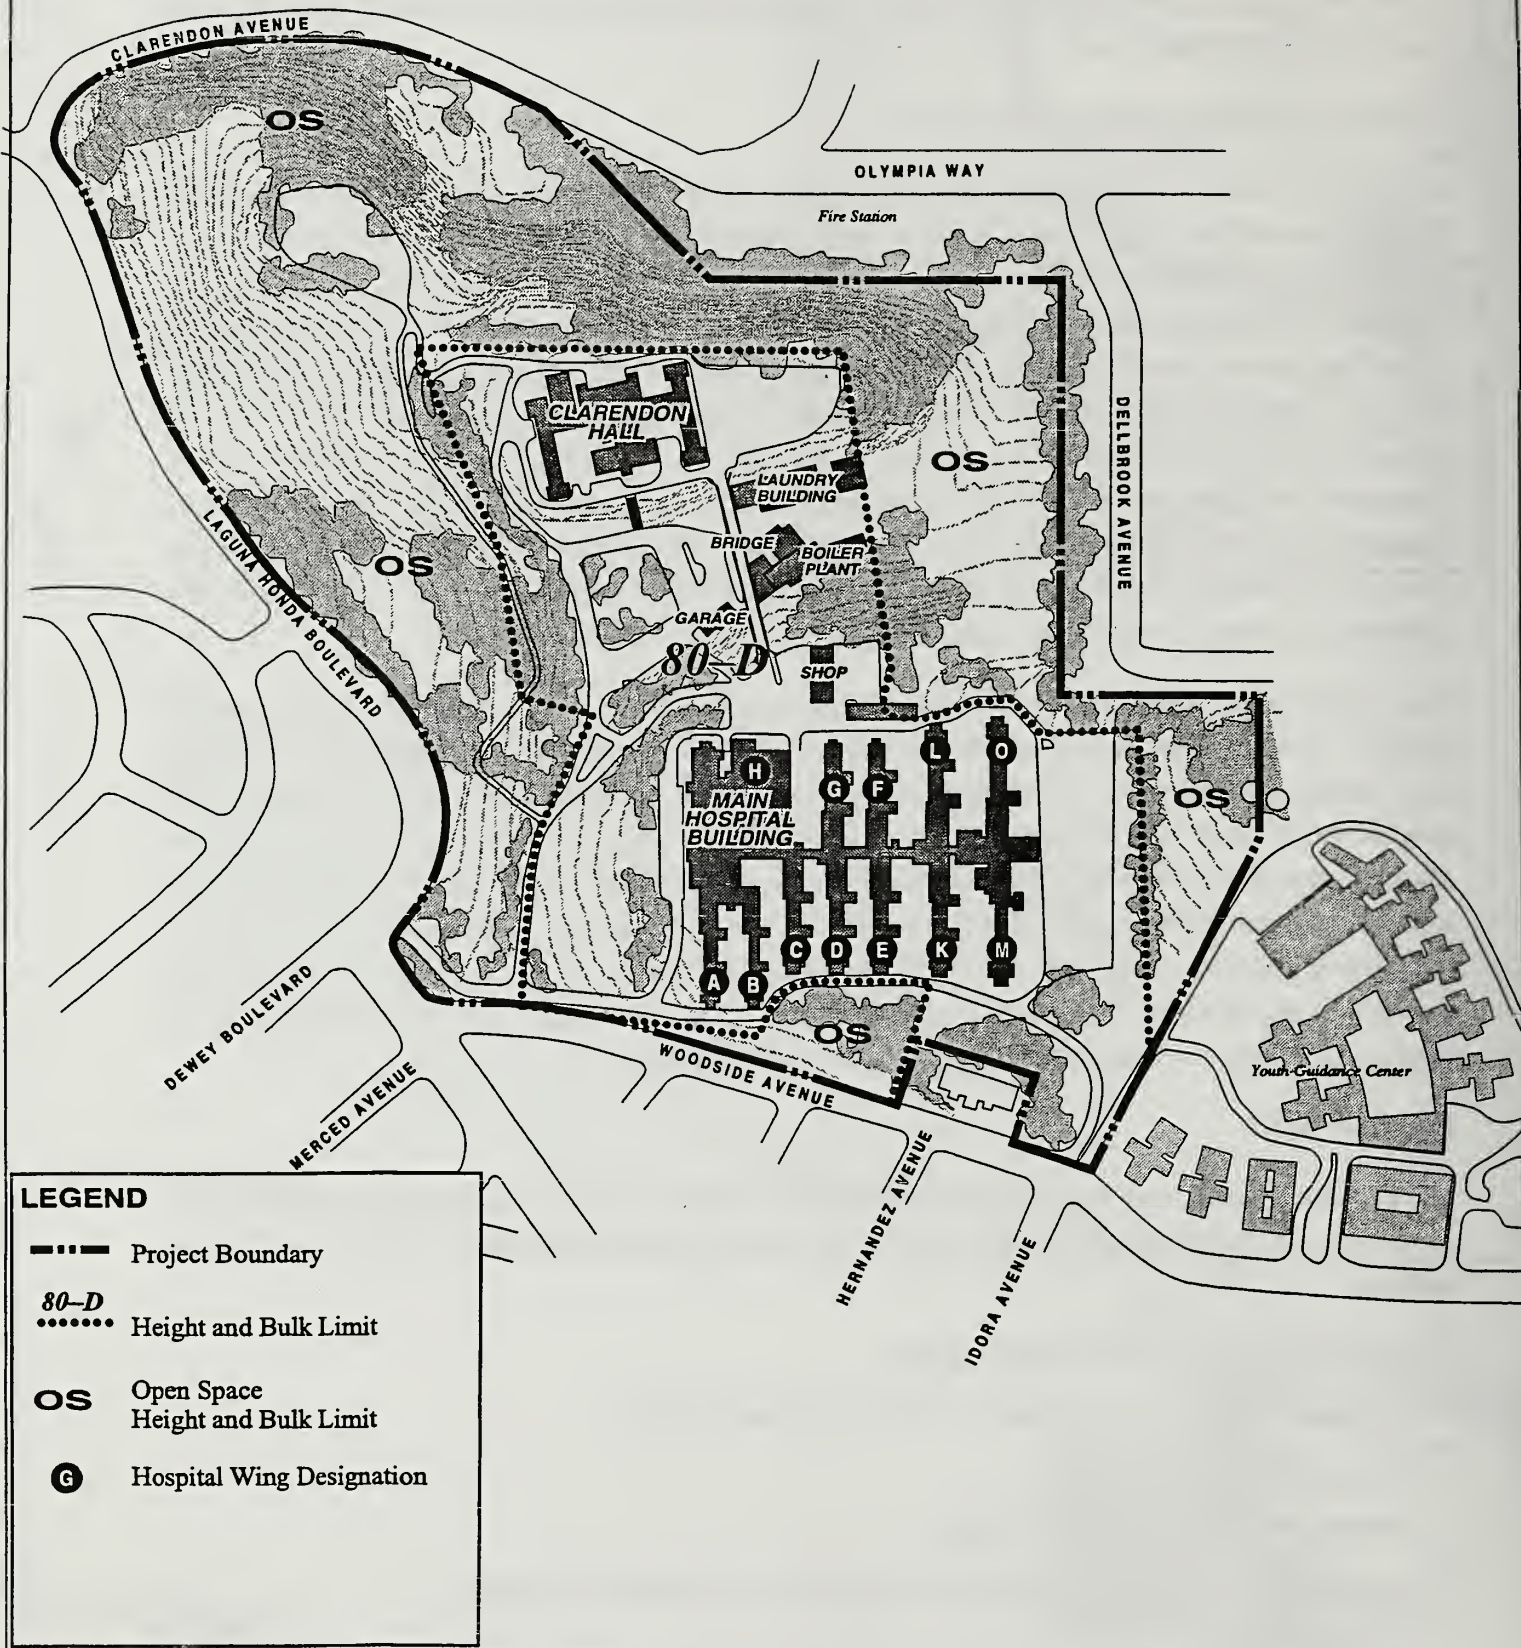 CLARENDON AVENUE
OS
OLYMPIA WAY
Fire Station
CLARENDON
HALL
OS
DELLBROOK AVENUE
LAUNDRY
BUILDING
LAGUNA HONDA BOULEVARD
OS
BRIDGE
BOILER
PLANT
GARAGE
80-D
SHOP
L
O
H
G
F
OS
MAIN
HOSPITAL
BUILDING
C
D
E
K
M
A
B
OS
DEWEY BOULEVARD
WOODSIDE AVENUE
Youth Guidance Center
MERCED AVENUE
HERNANDEZ AVENUE
IDORA AVENUE
LEGEND
Project Boundary
80-D
Height and Bulk Limit
OS
Open Space
Height and Bulk Limit
G
Hospital Wing Designation